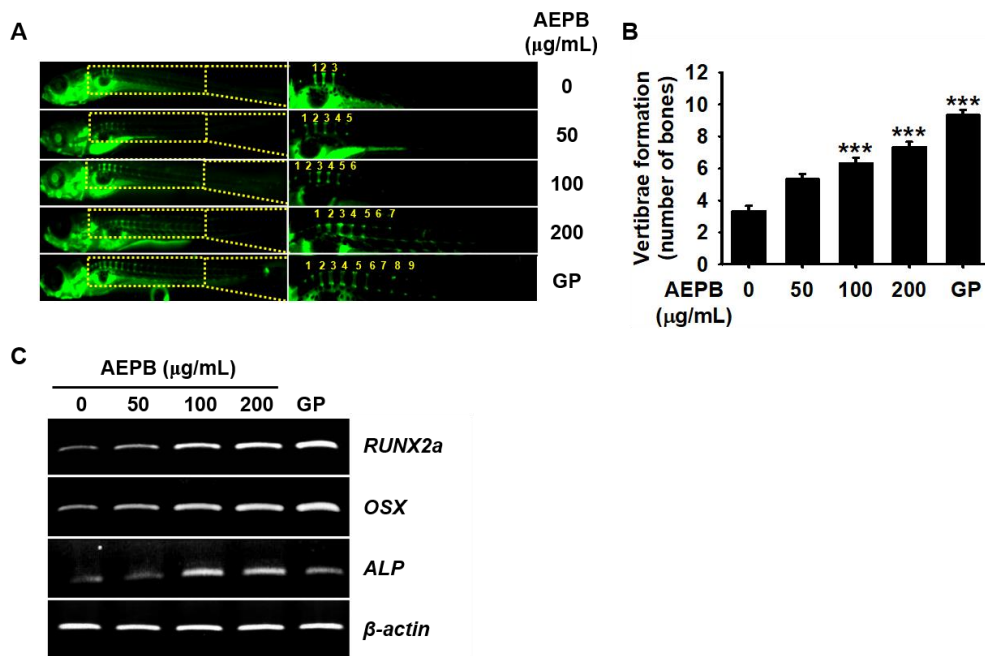 A
AEPB
(μg/mL)
1 2 3
0
1 2 3 4 5
50
1 2 3 4 5 6
100
1 2 3 4 5 6 7
200
1 2 3 4 5 6 7 8 9
GP
B
Vertibrae formation
(number of bones)
12
10
8
6
4
2
0
*** *** ***
AEPB 0 50 100 200 GP
(μg/mL)
C
AEPB (μg/mL)
0 50 100 200 GP
RUNX2a
OSX
ALP
β-actin